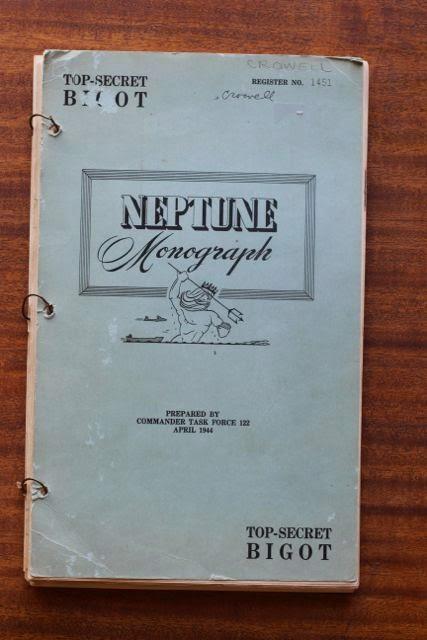 CROWELL
TOP-SECRET
BIGOT
REGISTER NO. 1451
Crowell
NEPTUNE
Monograph
PREPARED BY
COMMANDER TASK FORCE 122
APRIL 1944
TOP-SECRET
BIGOT